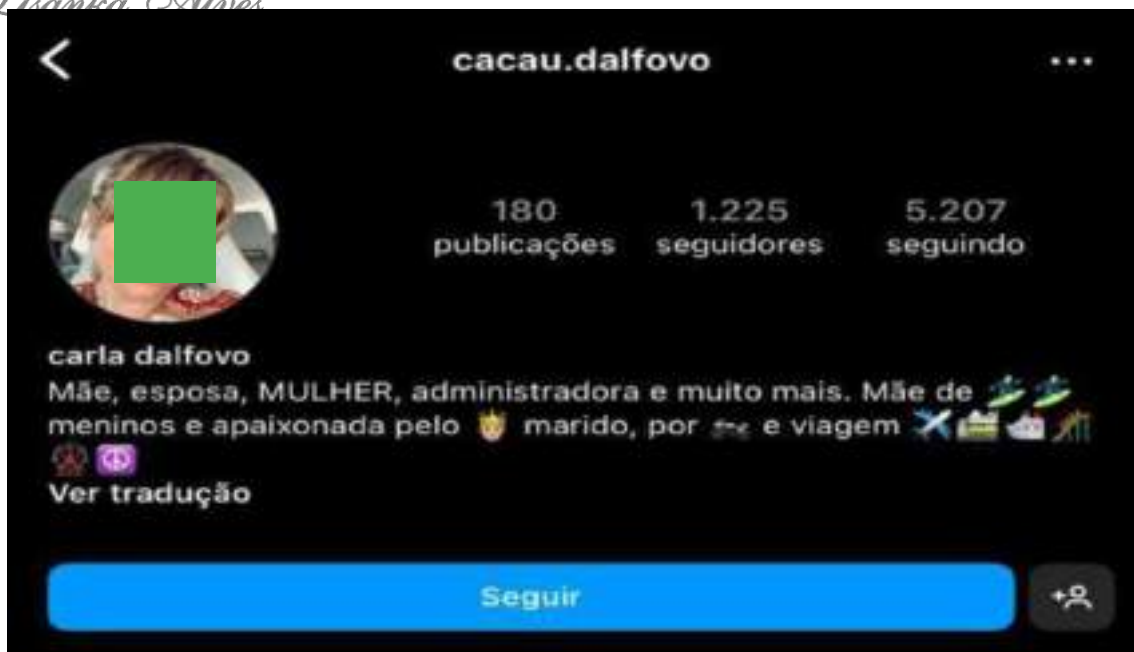 Alves
cacau.dalfovo
180
1.225
5.207
publicações
seguidores
seguindo
carla dalfovo
Mãe, esposa, MULHER, administradora e muito mais. Mãe de 🏄🏄
meninos e apaixonada pelo 🤴 marido, por 🏍️ e viagem ✈️🚞🛳️🎢
🎡☮️
Ver tradução
Seguir